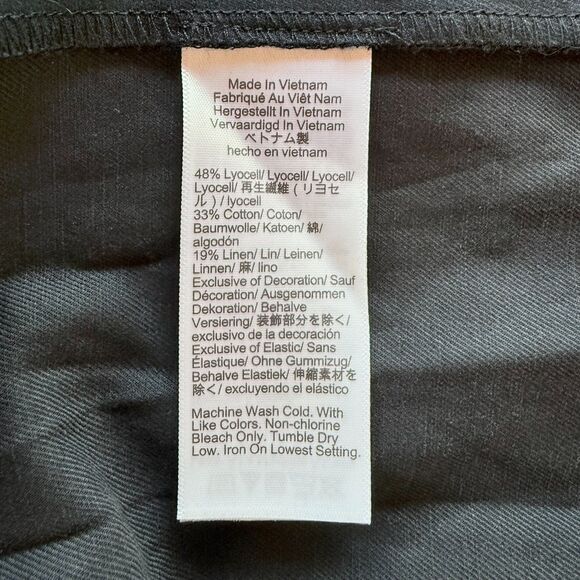 Made In Vietnam
Fabriqué Au Viêt Nam
Hergestellt In Vietnam
Vervaardigd In Vietnam
ベトナム製
hecho en vietnam
48% Lyocell/ Lyocell/ Lyocell/
Lyocell/ 再生繊維 ( リヨセ
ル ) / lyocell
33% Cotton/ Coton/
Baumwolle/ Katoen/ 綿/
algodón
19% Linen/ Lin/ Leinen/
Linnen/ 麻/ lino
Exclusive of Decoration/ Sauf
Décoration/ Ausgenommen
Dekoration/ Behalve
Versiering/ 装飾部分を除く/
exclusivo de la decoración
Exclusive of Elastic/ Sans
Élastique/ Ohne Gummizug/
Behalve Elastiek/ 伸縮素材を
除く/ excluyendo el elástico
Machine Wash Cold. With
Like Colors. Non-chlorine
Bleach Only. Tumble Dry
Low. Iron On Lowest Setting.